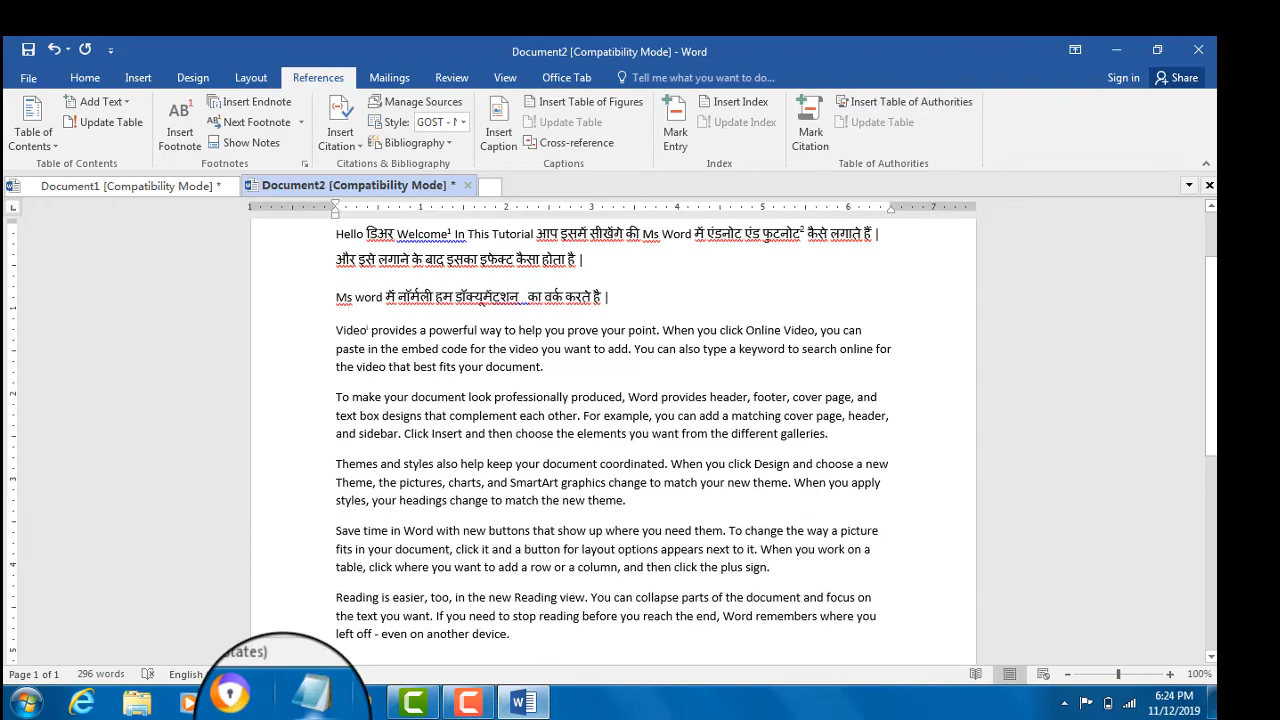 Document2 [Compatibility Mode] - Word
File Home Insert Design Layout References Mailings Review View Office Tab Tell me what you want to do... Sign in Share
Table of Contents
Add Text
Update Table
Table of Contents
AB1
Insert Footnote
Insert Endnote
Next Footnote
Show Notes
Footnotes
Insert Citation
Manage Sources
Style: GOST - N
Bibliography
Citations & Bibliography
Insert Caption
Insert Table of Figures
Update Table
Cross-reference
Captions
Mark Entry
Insert Index
Update Index
Index
Mark Citation
Insert Table of Authorities
Update Table
Table of Authorities
Document1 [Compatibility Mode] *
Document2 [Compatibility Mode] *
1 1 2 3 4 5 6 7
Hello डिअर Welcome¹ In This Tutorial आप इसमें सीखेंगे की Ms Word में एंडनोट एंड फुटनोट² कैसे लगाते हैं |
और इसे लगाने के बाद इसका इफेक्ट कैसा होता है |
Ms word में नॉर्मली हम डॉक्यूमेंटशन का वर्क करते है |
Videoⁱ provides a powerful way to help you prove your point. When you click Online Video, you can
paste in the embed code for the video you want to add. You can also type a keyword to search online for
the video that best fits your document.
To make your document look professionally produced, Word provides header, footer, cover page, and
text box designs that complement each other. For example, you can add a matching cover page, header,
and sidebar. Click Insert and then choose the elements you want from the different galleries.
Themes and styles also help keep your document coordinated. When you click Design and choose a new
Theme, the pictures, charts, and SmartArt graphics change to match your new theme. When you apply
styles, your headings change to match the new theme.
Save time in Word with new buttons that show up where you need them. To change the way a picture
fits in your document, click it and a button for layout options appears next to it. When you work on a
table, click where you want to add a row or a column, and then click the plus sign.
Reading is easier, too, in the new Reading view. You can collapse parts of the document and focus on
the text you want. If you need to stop reading before you reach the end, Word remembers where you
left off - even on another device.
1
2
3
4
5
Page 1 of 1 296 words English tates) 100%
6:24 PM
11/12/2019